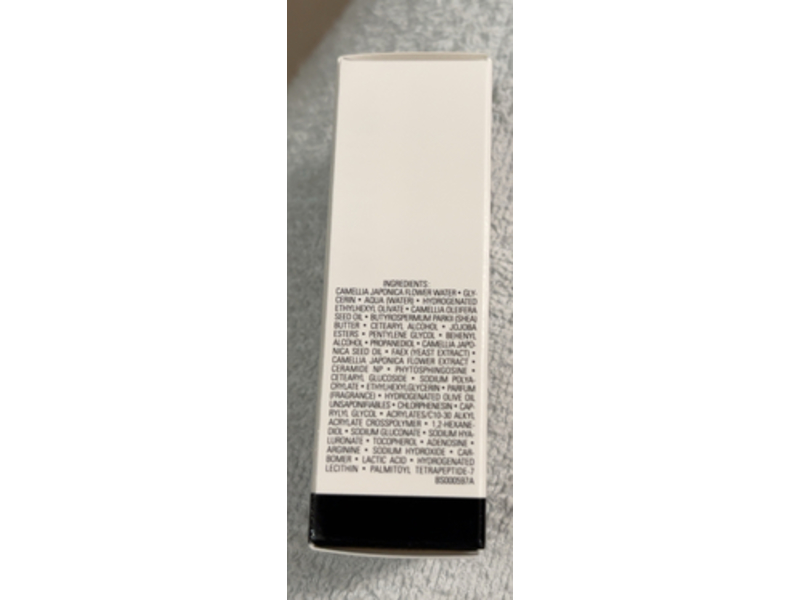 INGREDIENTS:
CAMELLIA JAPONICA FLOWER WATER • GLY-
CERIN • AQUA (WATER) • HYDROGENATED
ETHYLHEXYL OLIVATE • CAMELLIA OLEIFERA
SEED OIL • BUTYROSPERMUM PARKII (SHEA)
BUTTER • CETEARYL ALCOHOL • JOJOBA
ESTERS • PENTYLENE GLYCOL • BEHENYL
ALCOHOL • PROPANEDIOL • CAMELLIA JAPO-
NICA SEED OIL • FAEX (YEAST EXTRACT) •
CAMELLIA JAPONICA FLOWER EXTRACT •
CERAMIDE NP • PHYTOSPHINGOSINE •
CETEARYL GLUCOSIDE • SODIUM POLYA-
CRYLATE • ETHYLHEXYLGLYCERIN • PARFUM
(FRAGRANCE) • HYDROGENATED OLIVE OIL
UNSAPONIFIABLES • CHLORPHENESIN • CAP-
RYLYL GLYCOL • ACRYLATES/C10-30 ALKYL
ACRYLATE CROSSPOLYMER • 1,2-HEXANE-
DIOL • SODIUM GLUCONATE • SODIUM HYA-
LURONATE • TOCOPHEROL • ADENOSINE •
ARGININE • SODIUM HYDROXIDE • CAR-
BOMER • LACTIC ACID • HYDROGENATED
LECITHIN • PALMITOYL TETRAPEPTIDE-7
BS000597A